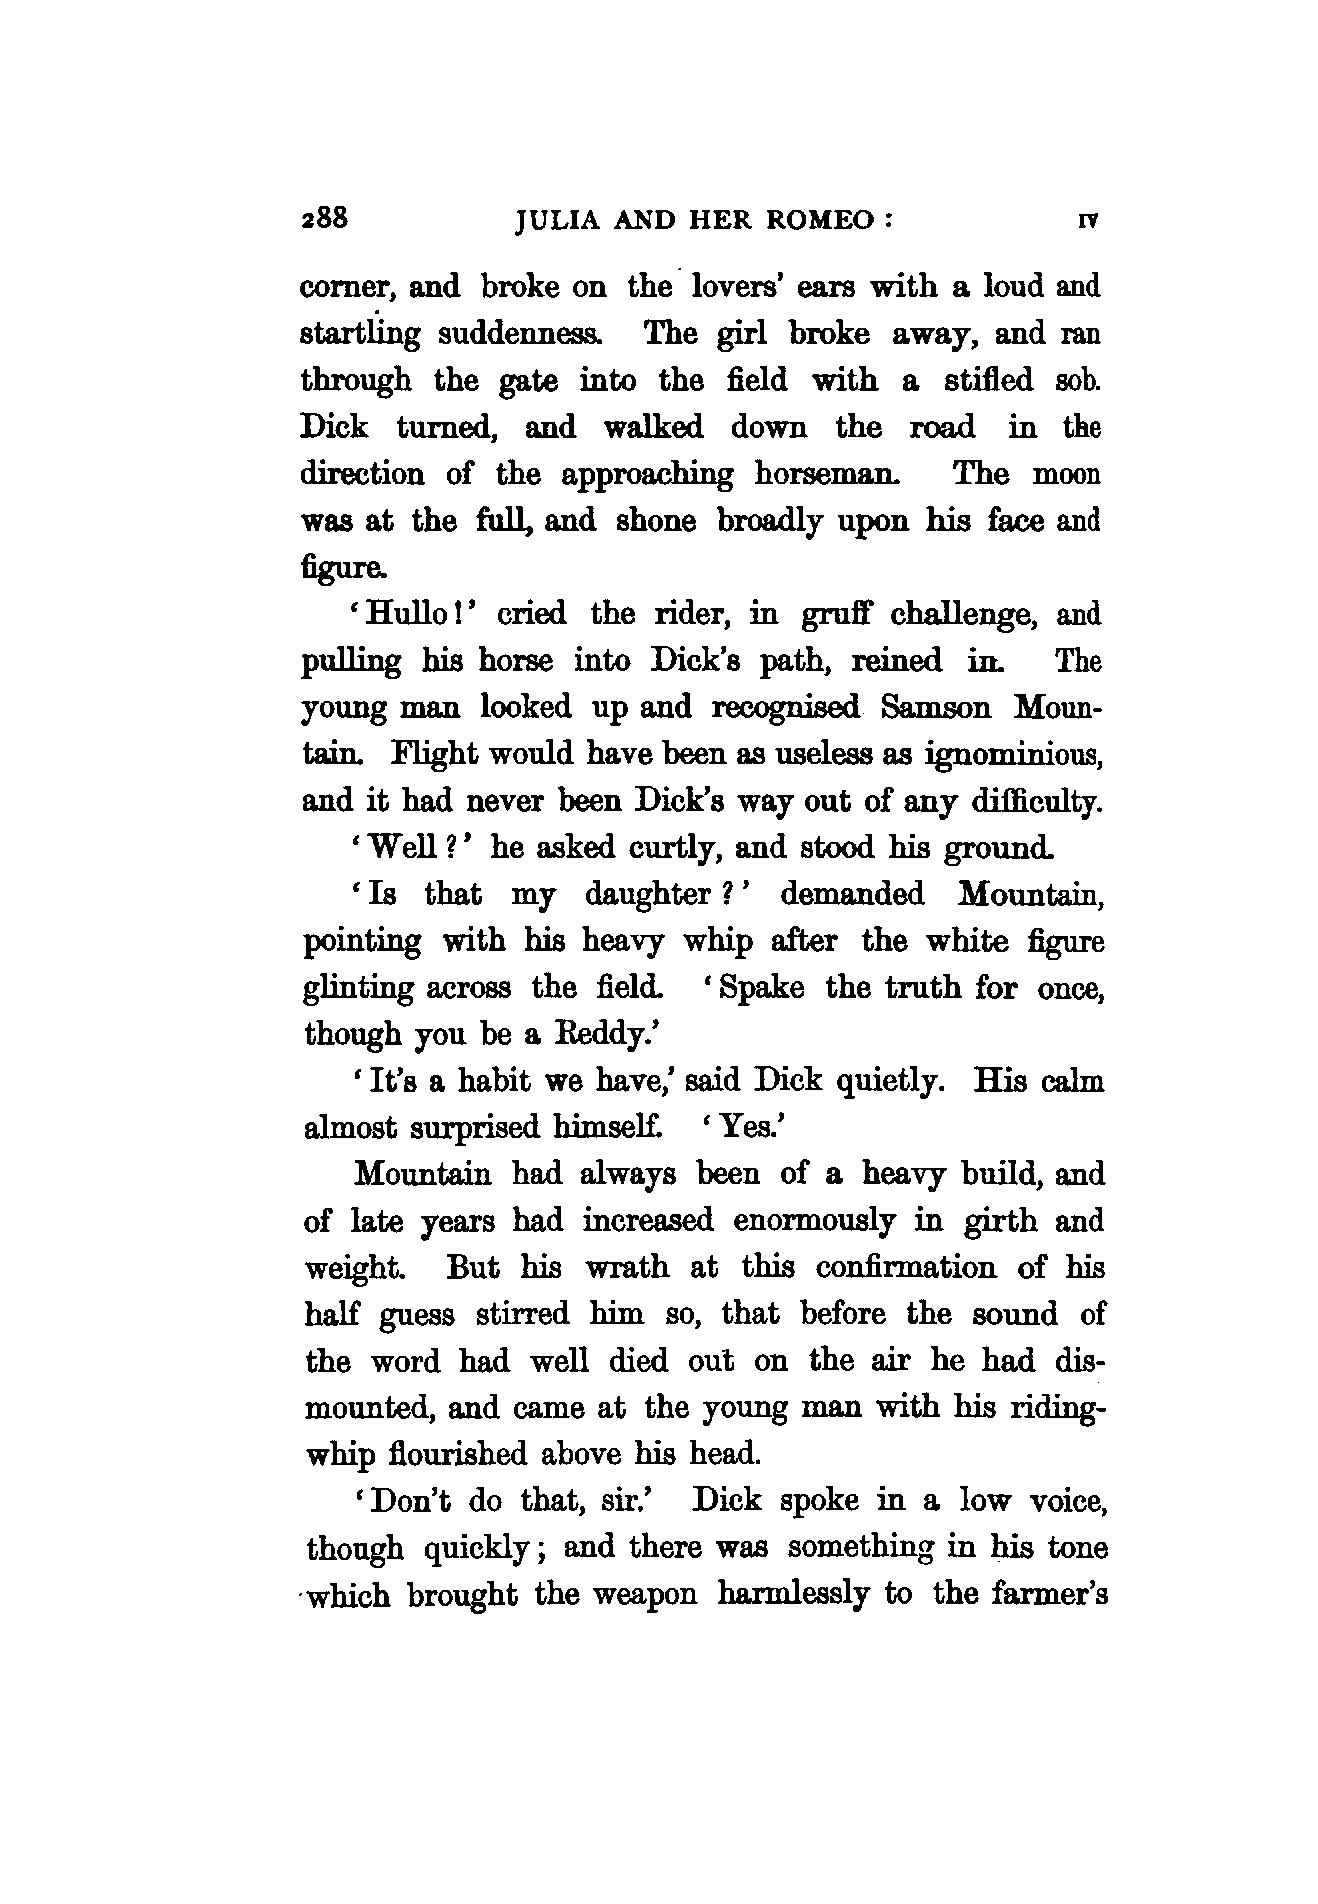 288 JULIA AND HER ROMEO : IV
corner, and broke on the lovers' ears with a loud and
startling suddenness. The girl broke away, and ran
through the gate into the field with a stifled sob.
Dick turned, and walked down the road in the
direction of the approaching horseman. The moon
was at the full, and shone broadly upon his face and
figure.
‘Hullo!’ cried the rider, in gruff challenge, and
pulling his horse into Dick's path, reined in. The
young man looked up and recognised Samson Moun-
tain. Flight would have been as useless as ignominious,
and it had never been Dick's way out of any difficulty.
‘Well?’ he asked curtly, and stood his ground.
‘Is that my daughter?’ demanded Mountain,
pointing with his heavy whip after the white figure
glinting across the field. ‘Spake the truth for once,
though you be a Reddy.’
‘It's a habit we have,’ said Dick quietly. His calm
almost surprised himself. ‘Yes.’
Mountain had always been of a heavy build, and
of late years had increased enormously in girth and
weight. But his wrath at this confirmation of his
half guess stirred him so, that before the sound of
the word had well died out on the air he had dis-
mounted, and came at the young man with his riding-
whip flourished above his head.
‘Don't do that, sir.’ Dick spoke in a low voice,
though quickly; and there was something in his tone
which brought the weapon harmlessly to the farmer's